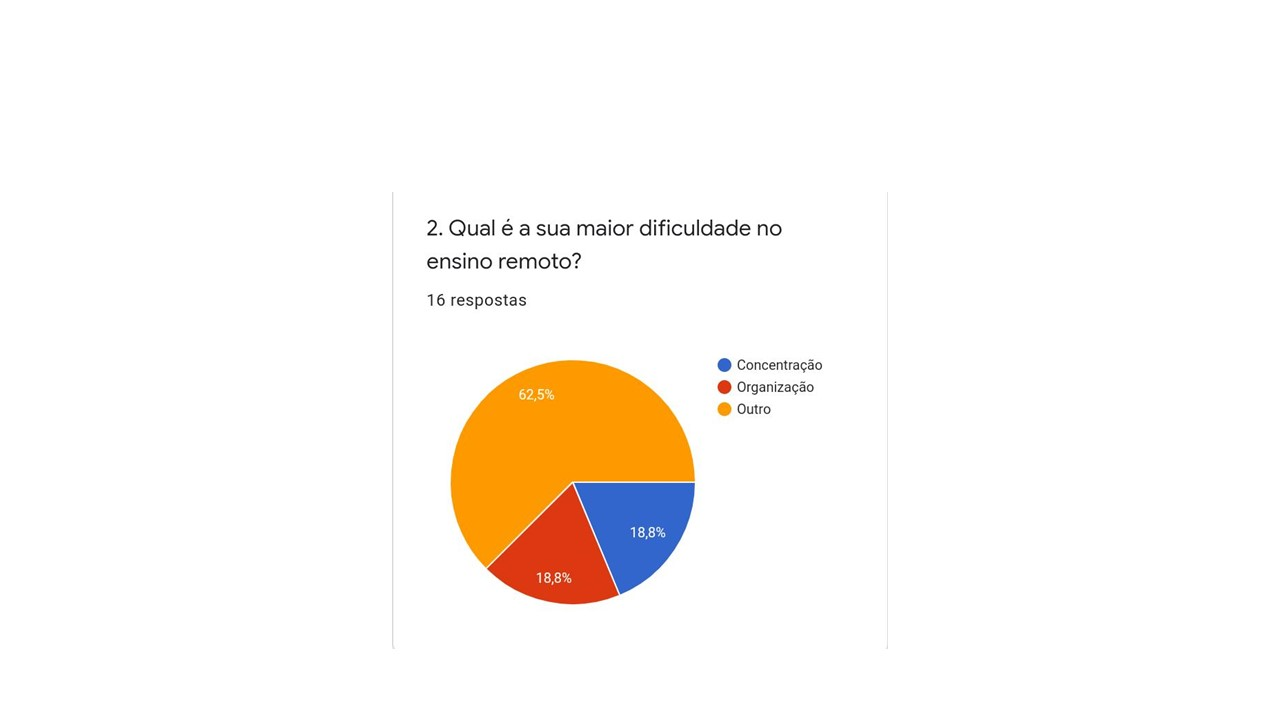 2. Qual é a sua maior dificuldade no
ensino remoto?
16 respostas
Concentração
Organização
Outro
62,5%
18,8%
18,8%